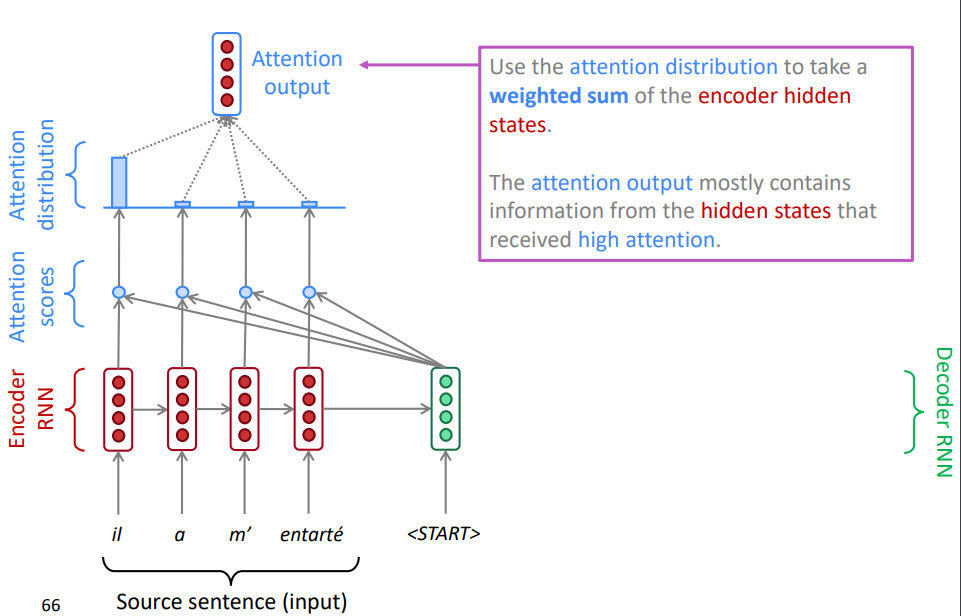 Attention
output
Use the attention distribution to take a
weighted sum of the encoder hidden
states.
The attention output mostly contains
information from the hidden states that
received high attention.
Attention
distribution
Attention
scores
Encoder
RNN
Decoder RNN
il a m’ entarté <START>
Source sentence (input)
66